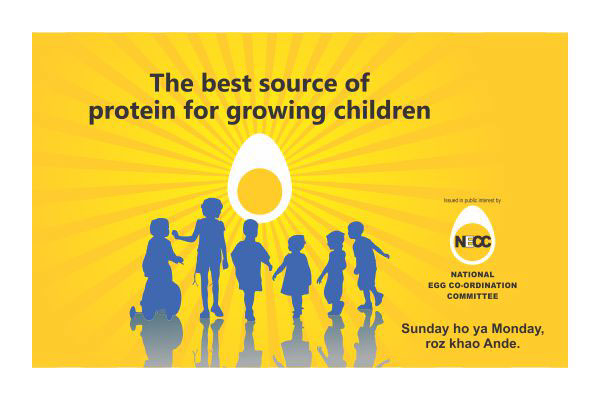 The best source of
protein for growing children
Issued in public interest by
NECC
NATIONAL
EGG CO-ORDINATION
COMMITTEE
Sunday ho ya Monday,
roz khao Ande.